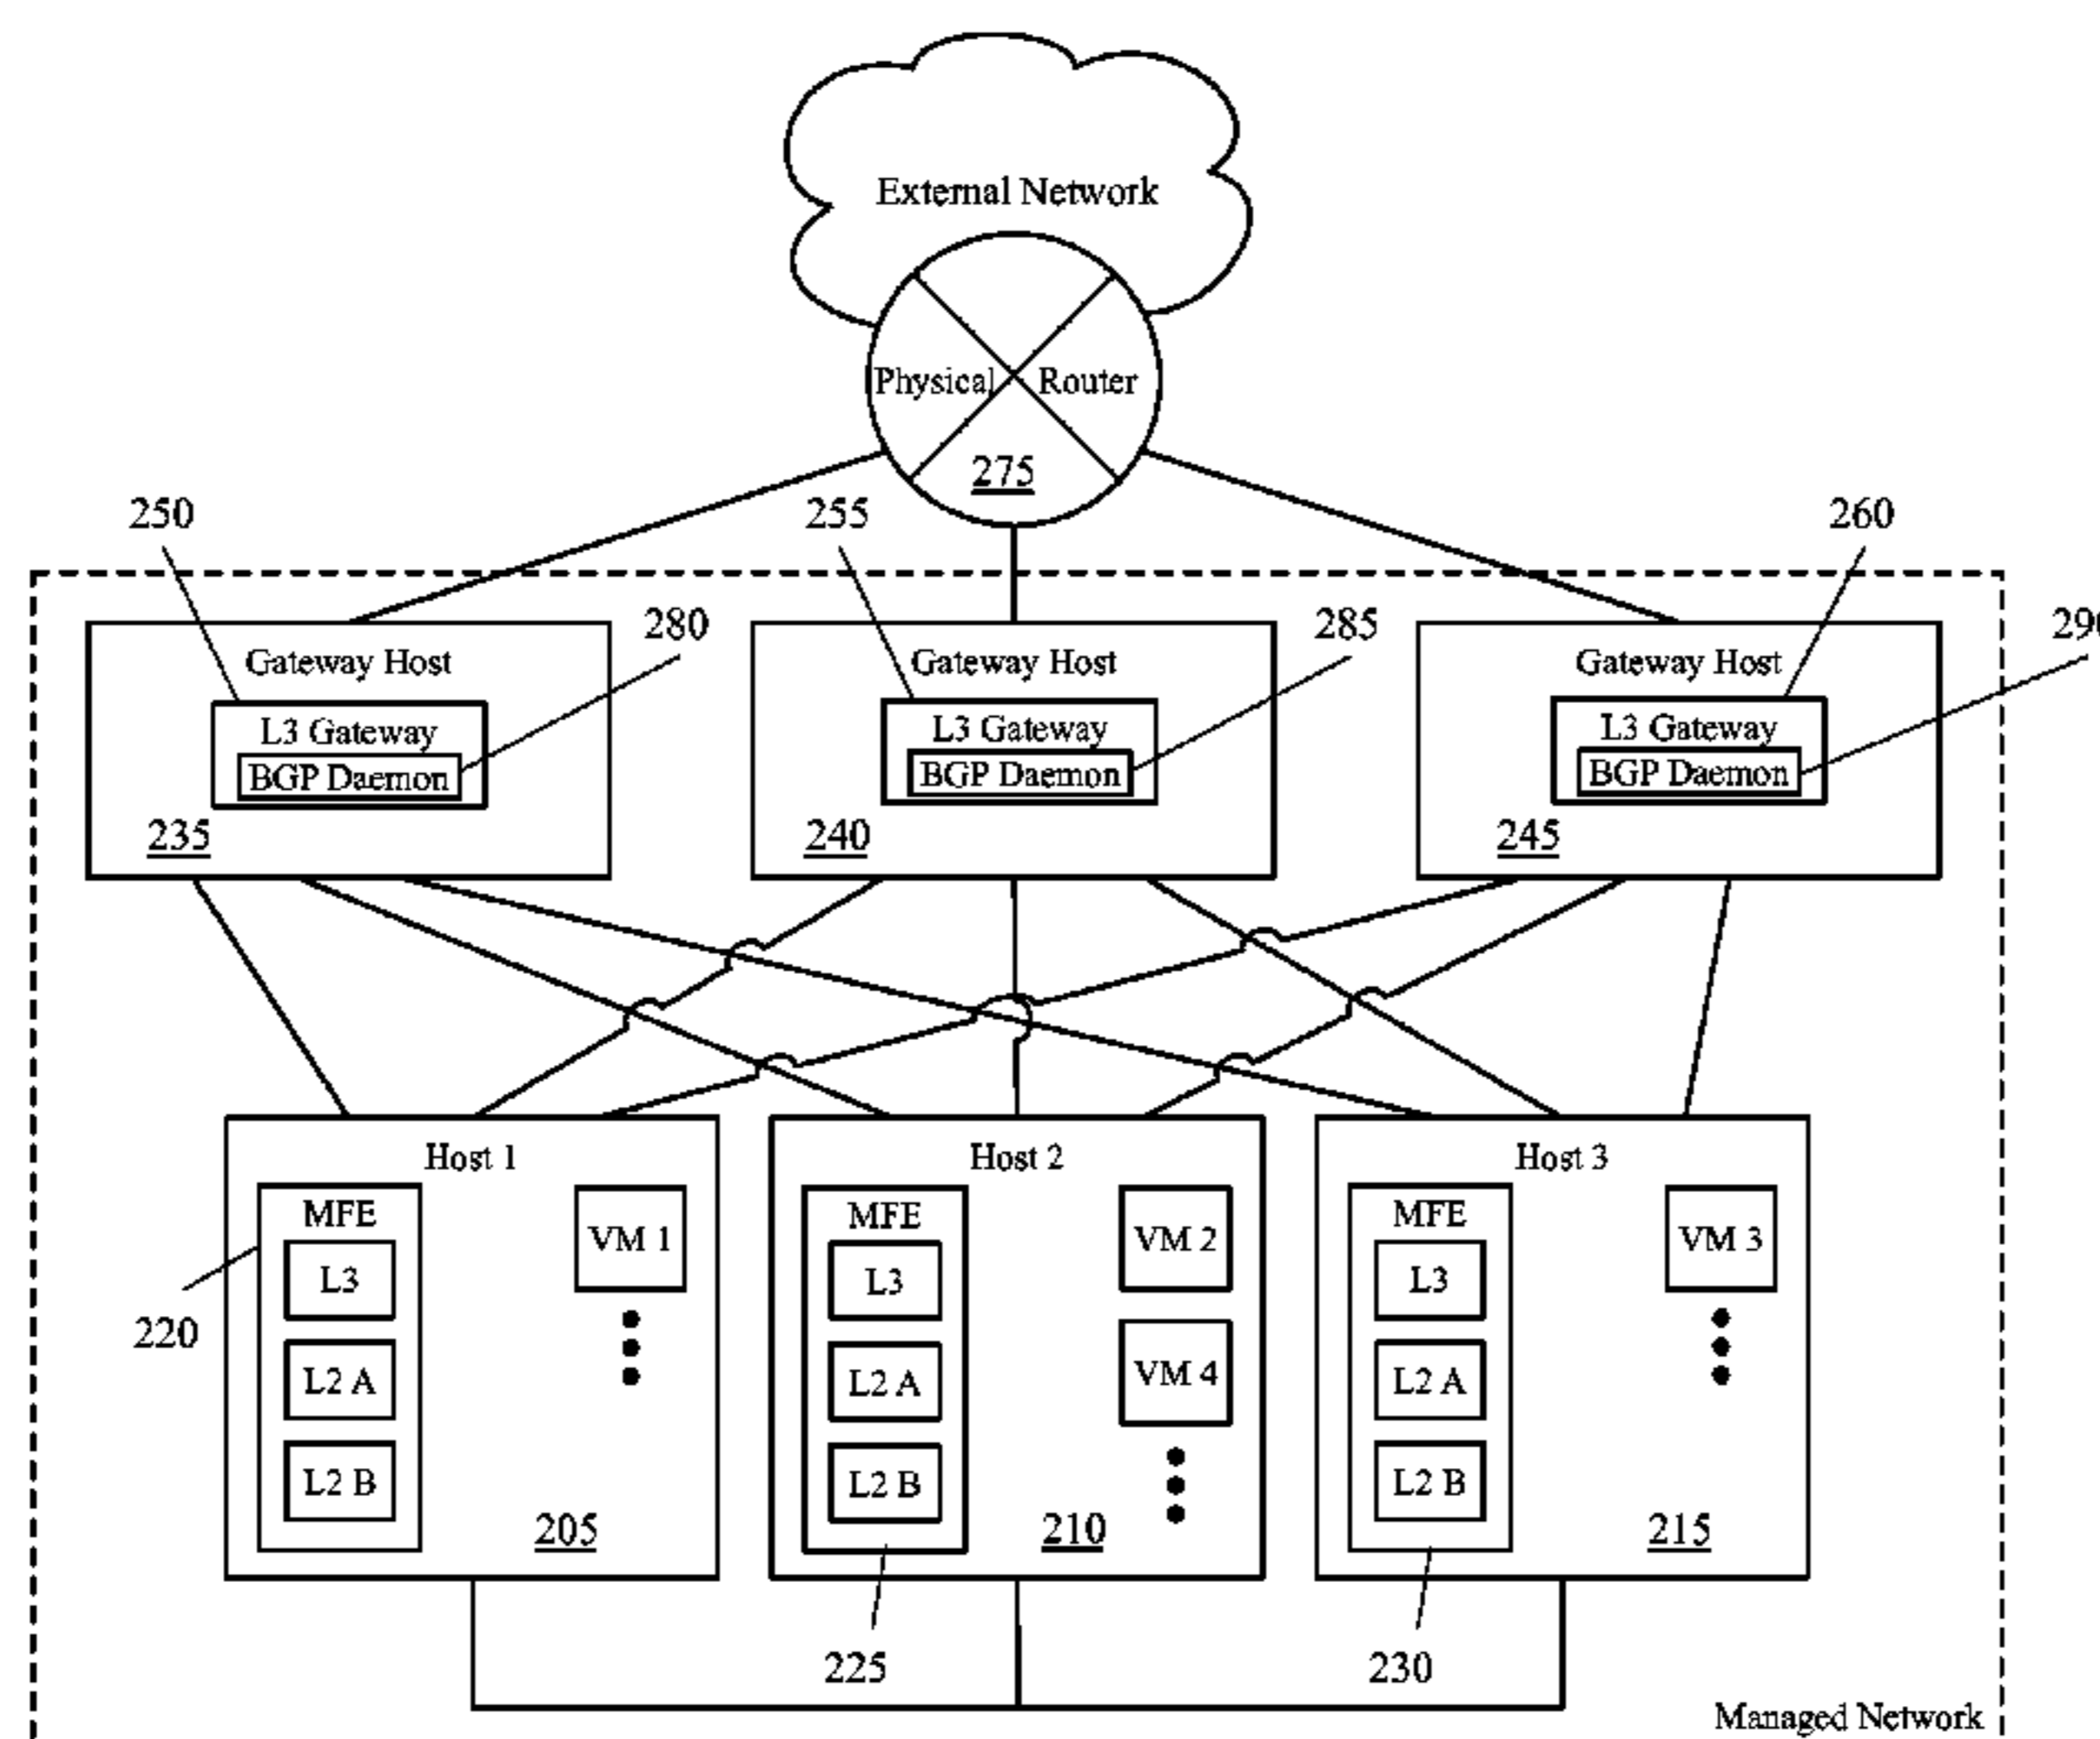 External Network
Physical Router
275
250
255
260
280
285
290
Gateway Host
L3 Gateway
BGP Daemon
235
Gateway Host
L3 Gateway
BGP Daemon
240
Gateway Host
L3 Gateway
BGP Daemon
245
Host 1
MFE
L3
L2 A
L2 B
VM 1
205
220
Host 2
MFE
L3
L2 A
L2 B
VM 2
VM 4
210
225
Host 3
MFE
L3
L2 A
L2 B
VM 3
215
230
Managed Network